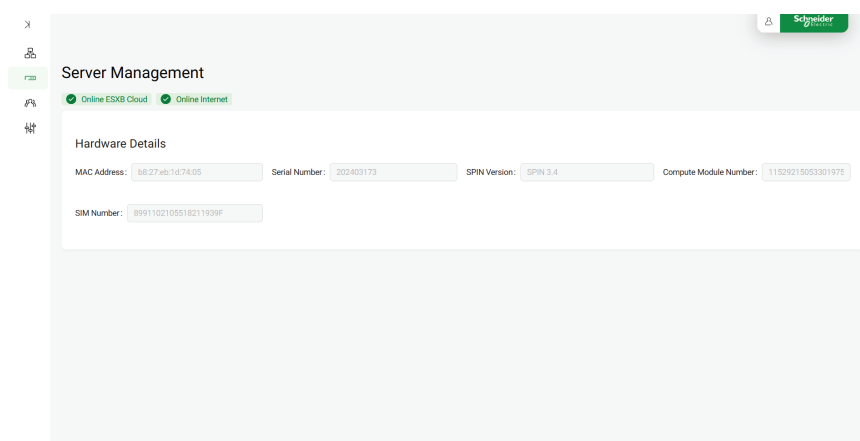 Schneider
Electric
Server Management
Online ESXB Cloud Online Internet
Hardware Details
MAC Address: b8:27:eb:1d:74:05 Serial Number: 202403173 SPIN Version: SPIN 3.4 Compute Module Number: 11529215053301975
SIM Number: 8991102105518211939F